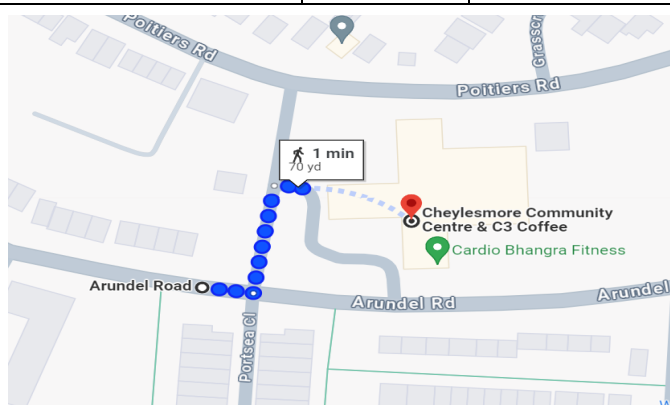 Poitiers Rd
Grasscr
Poitiers Rd
1 min
70 yd
Cheylesmore Community
Centre & C3 Coffee
Cardio Bhangra Fitness
Arundel Road
Arundel Rd
Arundel
Portsea Cl
W